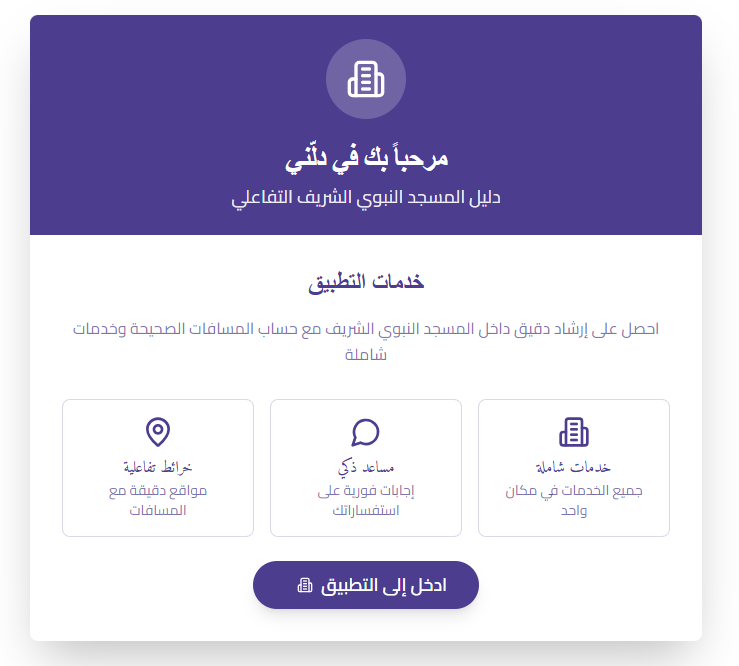 مرحباً بك في دلّني
دليل المسجد النبوي الشريف التفاعلي
خدمات التطبيق
احصل على إرشاد دقيق داخل المسجد النبوي الشريف مع حساب المسافات الصحيحة وخدمات
شاملة
خدمات شاملة
جميع الخدمات في مكان
واحد
مساعد ذكي
إجابات فورية على
استفساراتك
خرائط تفاعلية
مواقع دقيقة مع
المسافات
ادخل إلى التطبيق